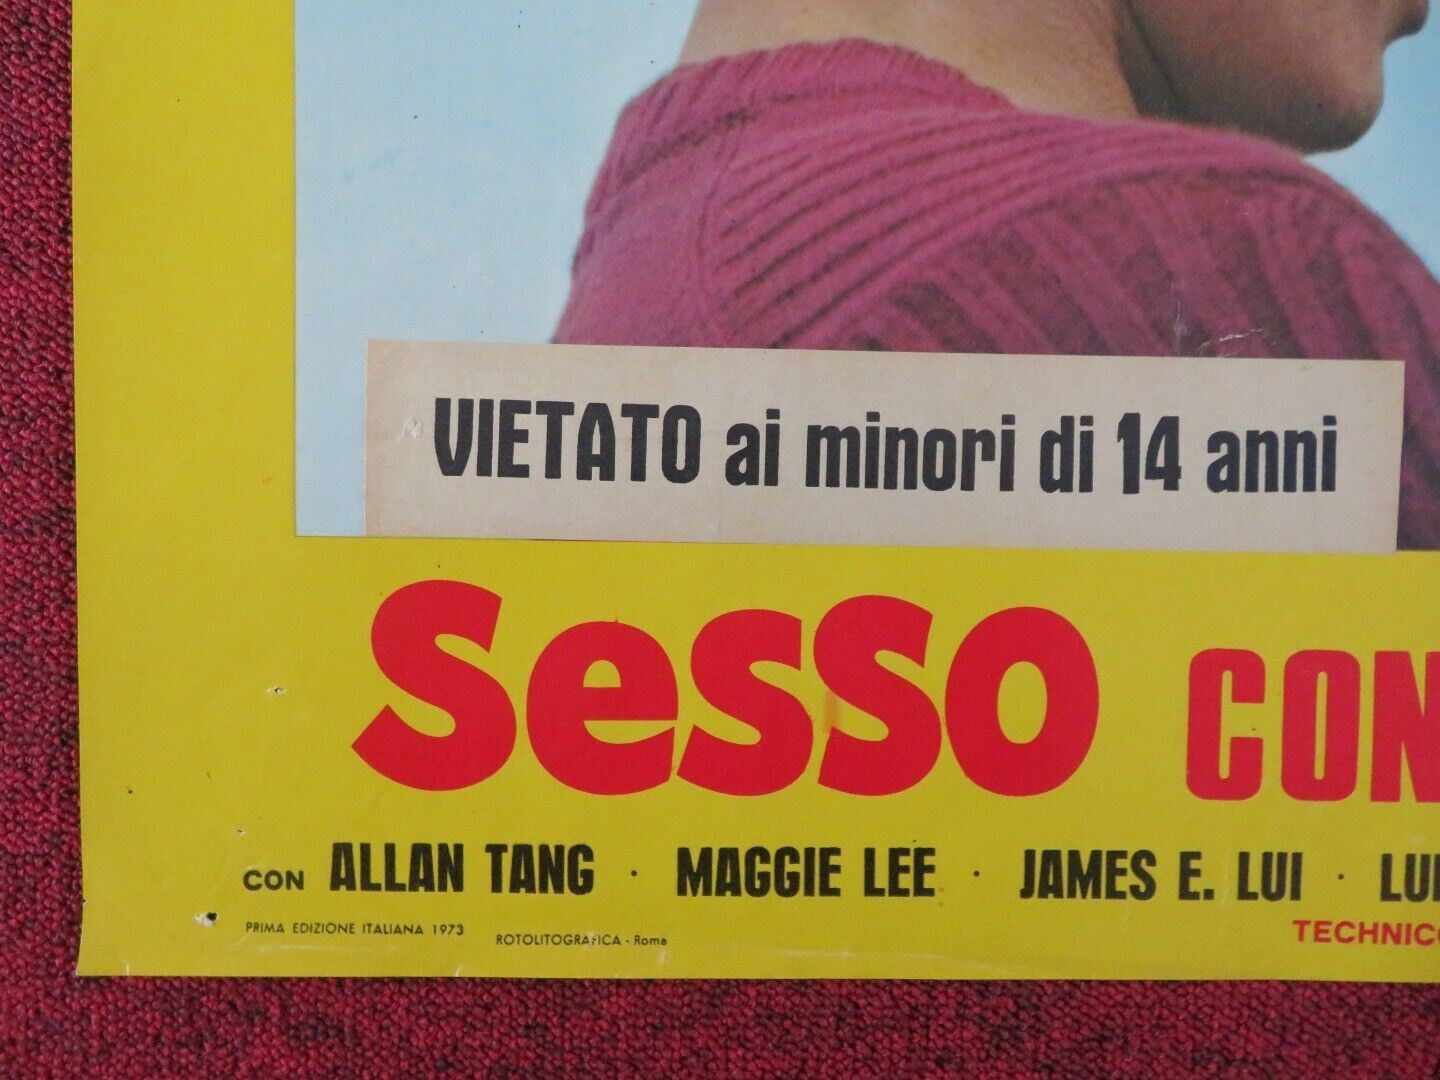 VIETATO ai minori di 14 anni
Sesso CON
CON ALLAN TANG · MAGGIE LEE · JAMES E. LUI ·
PRIMA EDIZIONE ITALIANA 1973 ROTOLITOGRAFICA - Roma